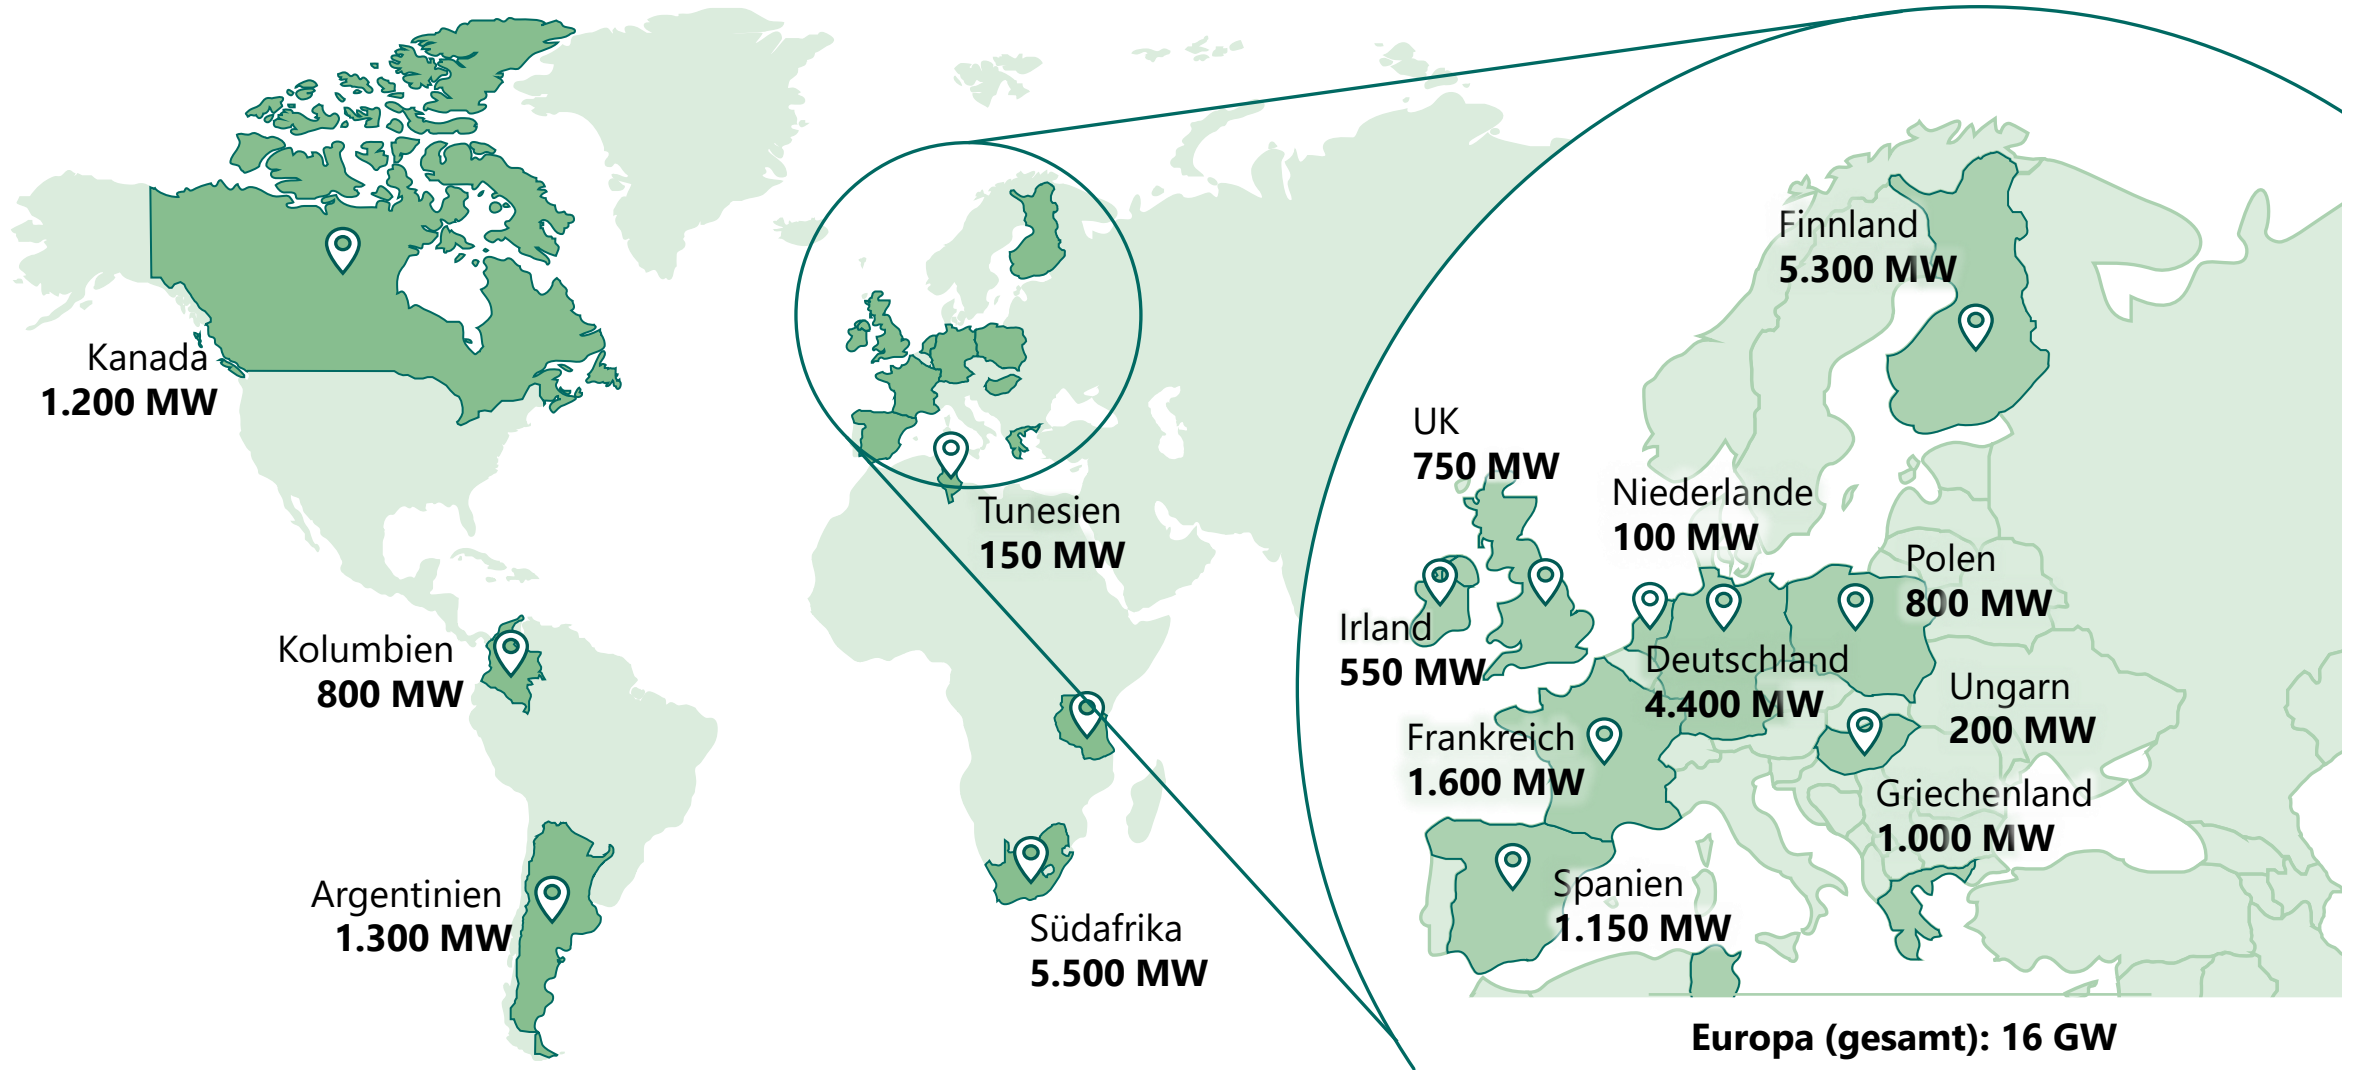 Kanada
1.200 MW
Kolumbien
800 MW
Argentinien
1.300 MW
Tunesien
150 MW
Südafrika
5.500 MW
Finnland
5.300 MW
UK
750 MW
Niederlande
100 MW
Polen
800 MW
Irland
550 MW
Deutschland
4.400 MW
Ungarn
200 MW
Frankreich
1.600 MW
Griechenland
1.000 MW
Spanien
1.150 MW
Europa (gesamt): 16 GW